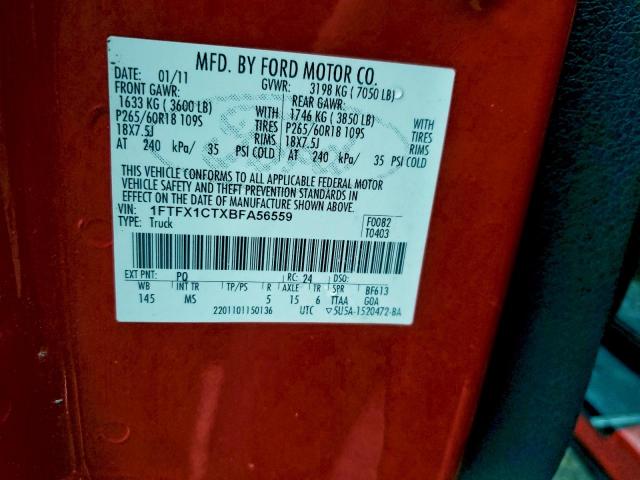 MFD. BY FORD MOTOR CO.
DATE: 01/11 GVWR: 3198 KG ( 7050 LB)
FRONT GAWR: REAR GAWR:
1633 KG ( 3600 LB) WITH 1746 KG ( 3850 LB) WITH
P265/60R18 109S TIRES P265/60R18 109S TIRES
18X7.5J RIMS 18X7.5J RIMS
AT 240 kPa/ 35 PSI COLD AT 240 kPa/ 35 PSI COLD
THIS VEHICLE CONFORMS TO ALL APPLICABLE FEDERAL MOTOR
VEHICLE SAFETY AND THEFT PREVENTION STANDARDS IN
EFFECT ON THE DATE OF MANUFACTURE SHOWN ABOVE.
VIN: 1FTFX1CTXBFA56559 F0082
TYPE: Truck T0403
EXT PNT: PQ RC: 24 DSO:
WB INT TR TP/PS R AXLE TR SPR BF613
145 MS 5 15 6 TTAA GOA
2201101150136 UTC ▽5U5A-1520472-BA